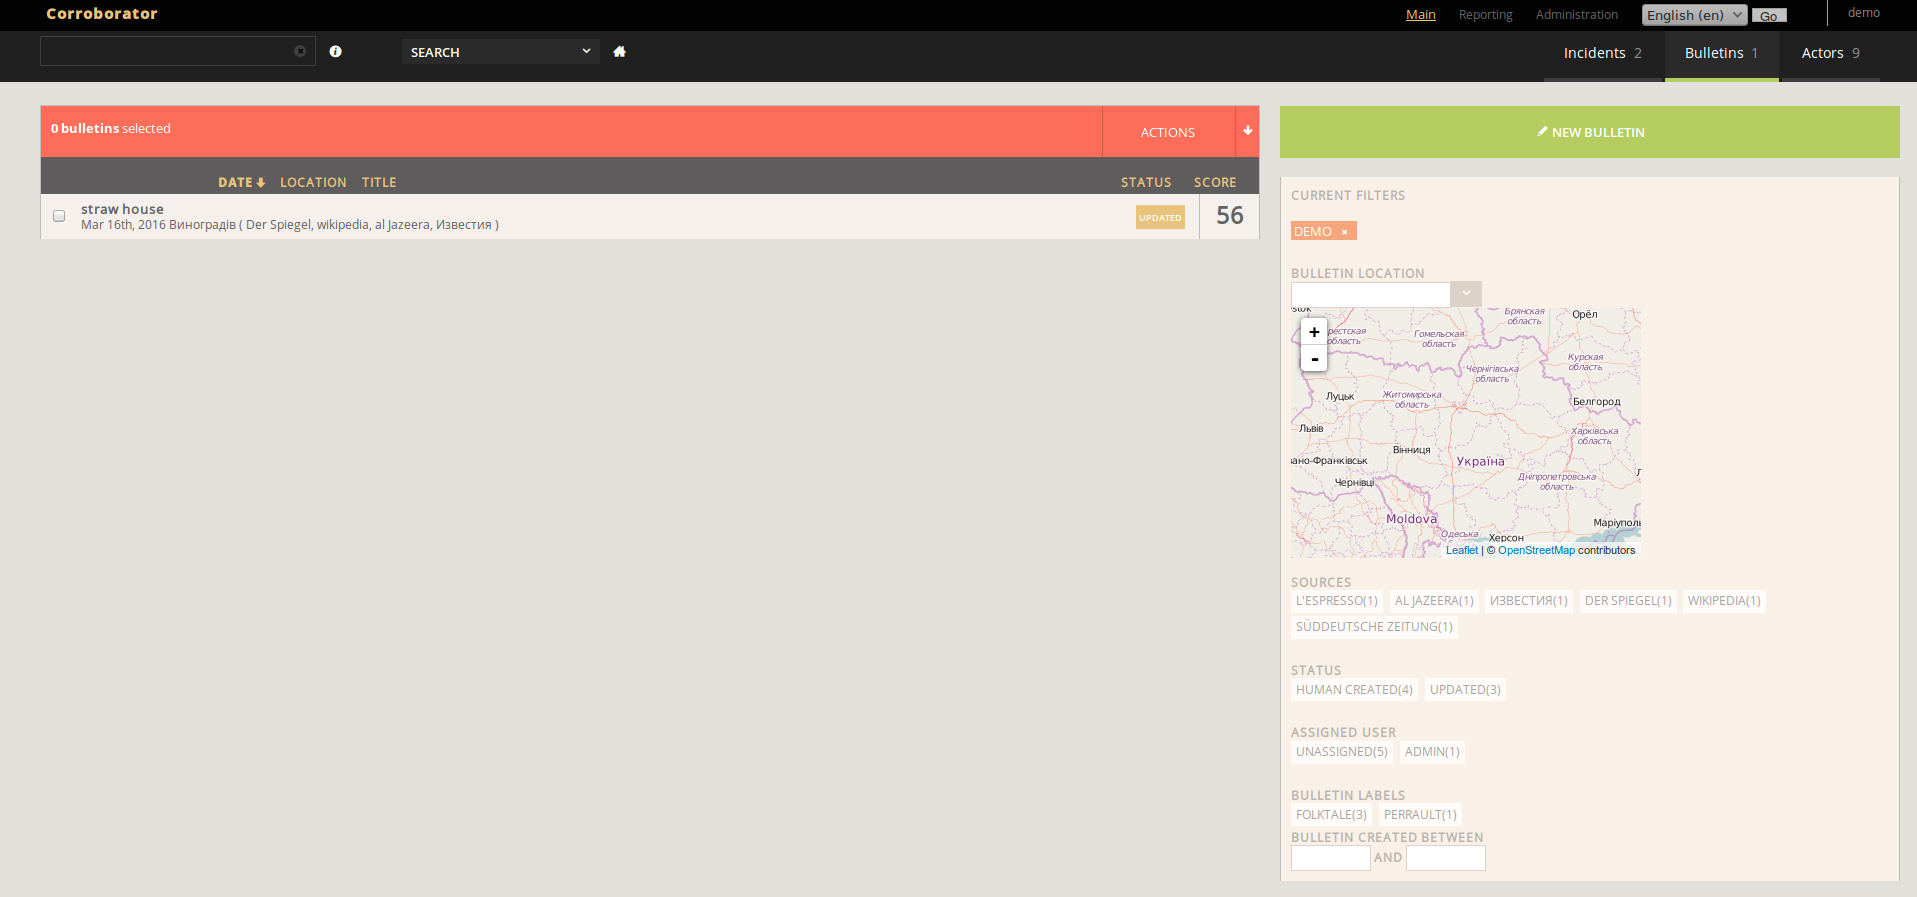 Corroborator
Main Reporting Administration English (en) Go demo
SEARCH
Incidents 2 Bulletins 1 Actors 9
0 bulletins selected ACTIONS
NEW BULLETIN
DATE LOCATION TITLE STATUS SCORE
straw house
Mar 16th, 2016 Виноградів ( Der Spiegel, wikipedia, al Jazeera, Известия )
UPDATED
56
CURRENT FILTERS
DEMO ×
BULLETIN LOCATION
+
-
Брянская
область
Орёл
рестская
область
Гомельская
область
Курская
область
Чернігівська
область
Луцьк
Житомирська
область
Белгород
Львів
Харківська
область
Вінниця
вано-Франківськ
Україна
Чернівці
Дніпропетровська
область
Moldova
Маріуполь
Одеська
Херсон
Leaflet | © OpenStreetMap contributors
SOURCES
L'ESPRESSO(1) AL JAZEERA(1) ИЗВЕСТИЯ(1) DER SPIEGEL(1) WIKIPEDIA(1)
SÜDDEUTSCHE ZEITUNG(1)
STATUS
HUMAN CREATED(4) UPDATED(3)
ASSIGNED USER
UNASSIGNED(5) ADMIN(1)
BULLETIN LABELS
FOLKTALE(3) PERRAULT(1)
BULLETIN CREATED BETWEEN
AND